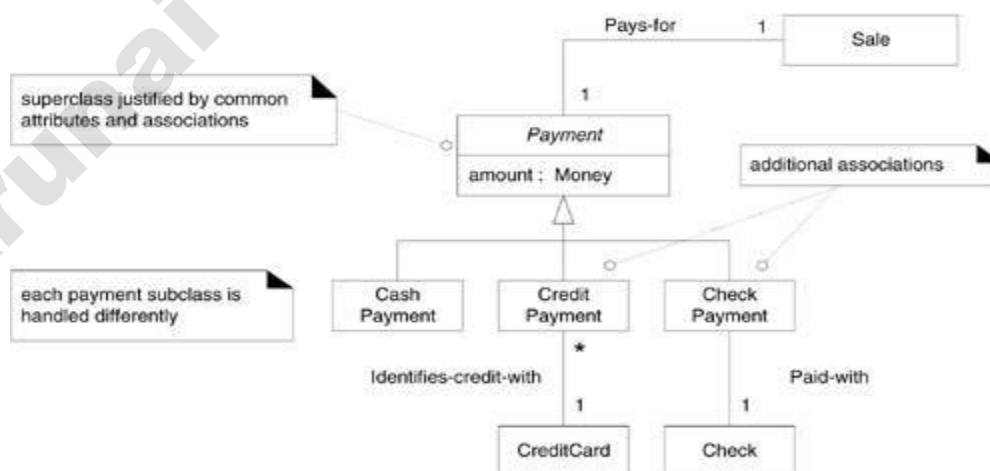 Pays-for
1
Sale
superclass justified by common
attributes and associations
1
Payment
amount : Money
additional associations
each payment subclass is
handled differently
Cash
Payment
Credit
Payment
Check
Payment
*
Identifies-credit-with
Paid-with
1
1
CreditCard
Check